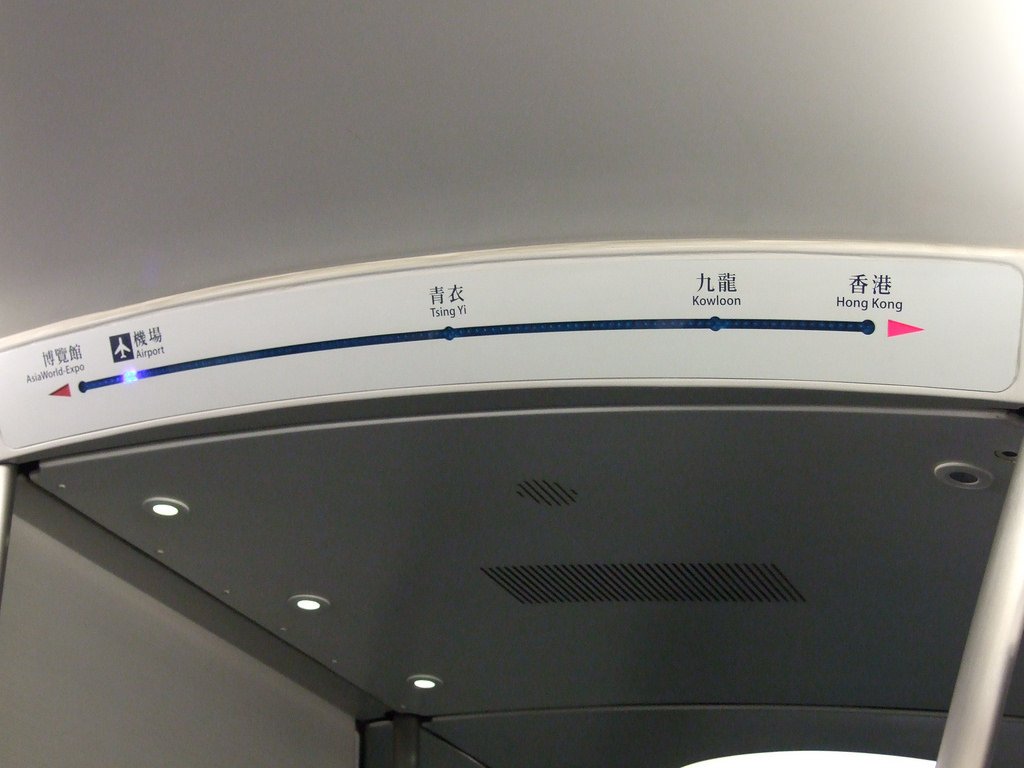 博覽館
AsiaWorld-Expo
機場
Airport
青衣
Tsing Yi
九龍
Kowloon
香港
Hong Kong